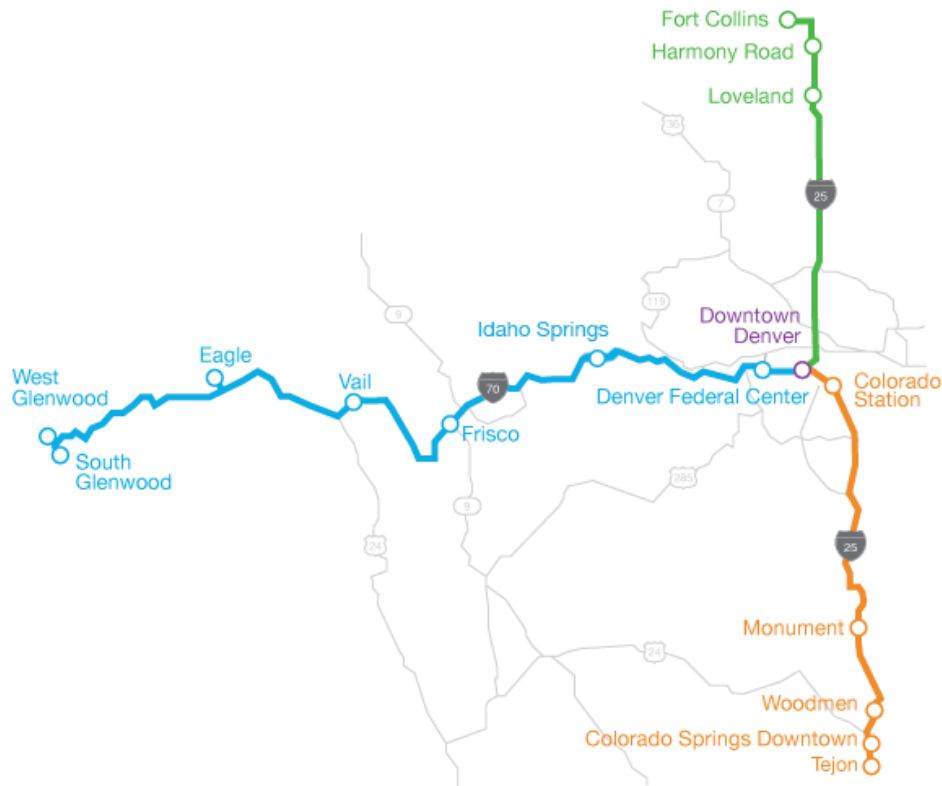 Fort Collins
Harmony Road
Loveland
36
25
7
119
9
Downtown
Denver
Idaho Springs
Eagle
70
Vail
West
Glenwood
Denver Federal Center
Colorado
Station
Frisco
South
Glenwood
285
9
24
25
Monument
24
Woodmen
Colorado Springs Downtown
Tejon